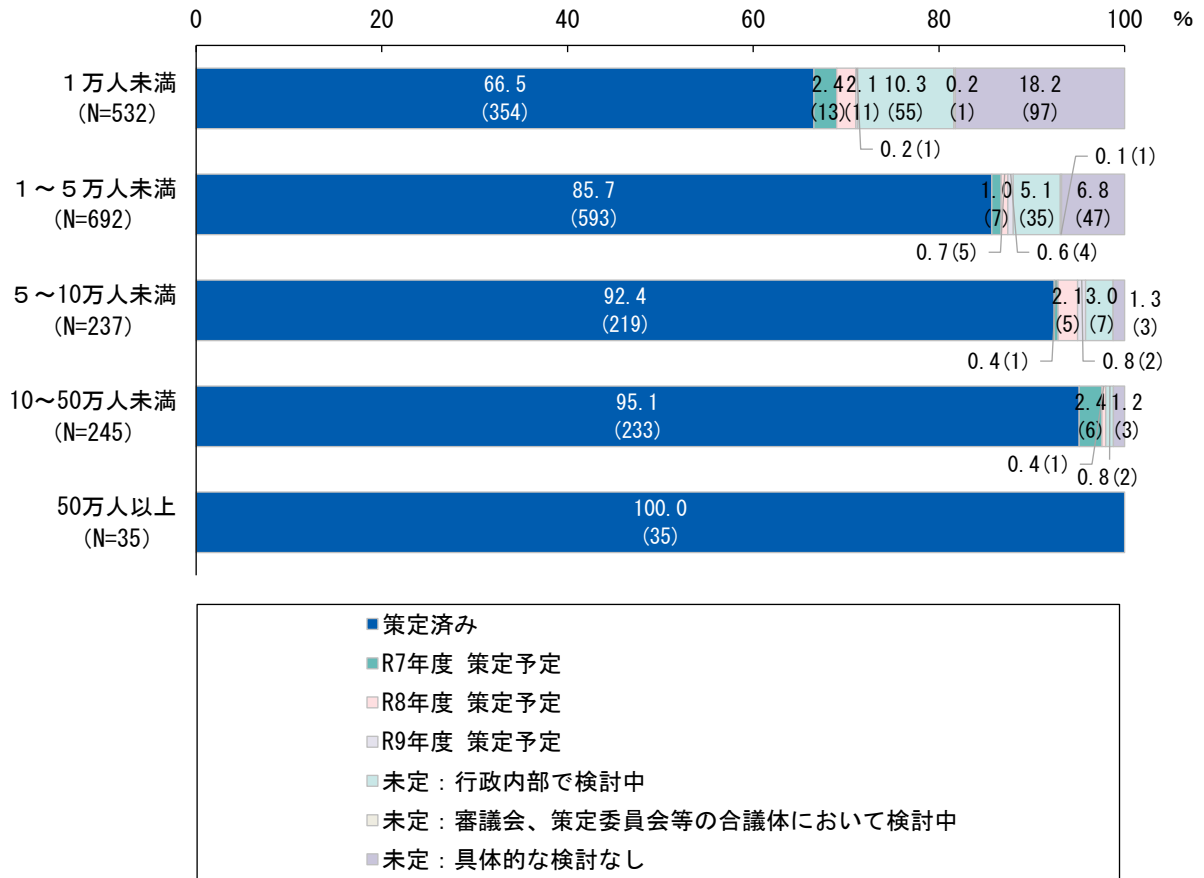 0 20 40 60 80 100 %
１万人未満
(N=532)
66.5 2.4 2.1 10.3 0.2 18.2
(354) (13) (11) (55) (1) (97)
0.2(1)
１～５万人未満
(N=692)
85.7 1.0 5.1 6.8
(593) (7) (35) (47)
0.1(1)
0.7(5) 0.6(4)
５～10万人未満
(N=237)
92.4 2.1 3.0 1.3
(219) (5) (7) (3)
0.4(1) 0.8(2)
10～50万人未満
(N=245)
95.1 2.4 1.2
(233) (6) (3)
0.4(1) 0.8(2)
50万人以上
(N=35)
100.0
(35)
策定済み
R7年度 策定予定
R8年度 策定予定
R9年度 策定予定
未定：行政内部で検討中
未定：審議会、策定委員会等の合議体において検討中
未定：具体的な検討なし